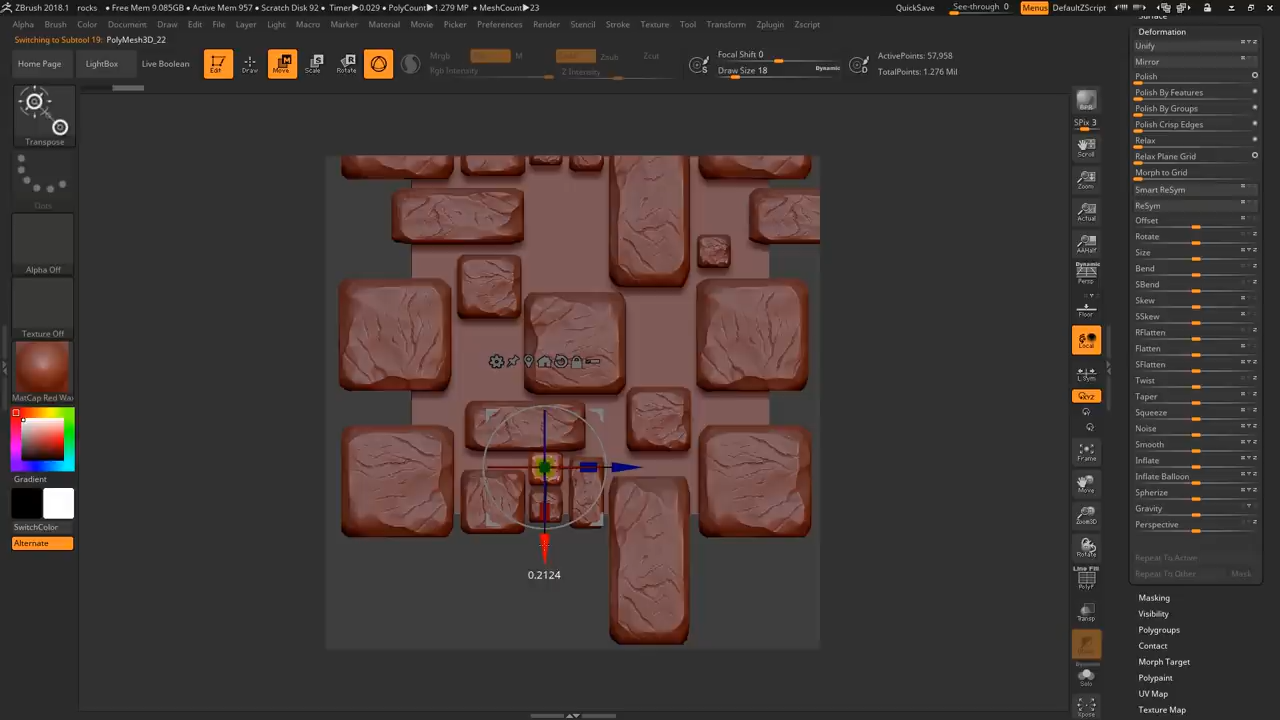 ZBrush 2018.1 rocks • Free Mem 9.085GB • Active Mem 957 • Scratch Disk 92 • Timer▶0.029 • PolyCount▶1.279 MP • MeshCount▶23
QuickSave See-through 0 Menus DefaultZScript
Alpha Brush Color Document Draw Edit File Layer Light Macro Marker Material Movie Picker Preferences Render Stencil Stroke Texture Tool Transform Zplugin Zscript
Switching to Subtool 19: PolyMesh3D_22
Home Page LightBox Live Boolean Edit Draw Move Scale Rotate
Mrgb M Zsub Zcut
Rgb Intensity Z Intensity
Focal Shift 0
Draw Size 18 Dynamic
ActivePoints: 57,958
TotalPoints: 1.276 Mil
Transpose
Dots
Alpha Off
Texture Off
MatCap Red Wa
Gradient
SwitchColor
Alternate
0.2124
BPR
SPix 3
Scroll
Zoom
Actual
AAHalf
Dynamic
Persp
Floor
Local
L.Sym
XYZ
Frame
Move
Zoom3D
Rotate
Line Fill
PolyF
Transp
Dynamic
Solo
Xpose
Surface
Deformation
Unify
Mirror
Polish
Polish By Features
Polish By Groups
Polish Crisp Edges
Relax
Relax Plane Grid
Morph to Grid
Smart ReSym
ReSym
Offset
Rotate
Size
Bend
SBend
Skew
SSkew
RFlatten
Flatten
SFlatten
Twist
Taper
Squeeze
Noise
Smooth
Inflate
Inflate Balloon
Spherize
Gravity
Perspective
Repeat To Active
Repeat To Other Mask
Masking
Visibility
Polygroups
Contact
Morph Target
Polypaint
UV Map
Texture Map